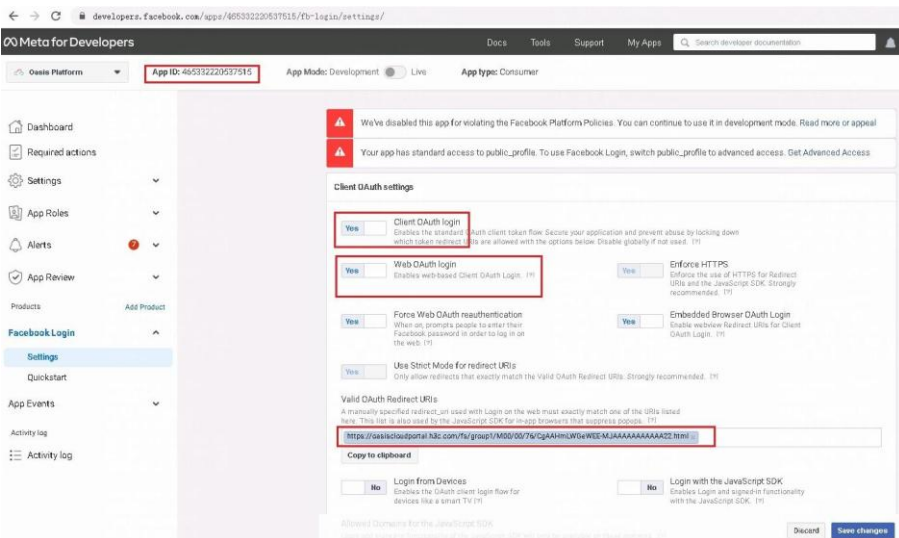 developers.facebook.com/apps/465332220537515/fb-login/settings/
Meta for Developers
Docs Tools Support My Apps Search developer documentation
Oasis Platform App ID: 465332220537515 App Mode: Development Live App type: Consumer
Dashboard
Required actions
Settings
App Roles
Alerts 7
App Review
Products Add Product
Facebook Login
Settings
Quickstart
App Events
Activity log
Activity log
We've disabled this app for violating the Facebook Platform Policies. You can continue to use it in development mode. Read more or appeal
Your app has standard access to public_profile. To use Facebook Login, switch public_profile to advanced access. Get Advanced Access
Client OAuth settings
Yes Client OAuth login
Enables the standard OAuth client token flow. Secure your application and prevent abuse by locking down
which token redirect URIs are allowed with the options below. Disable globally if not used. [?]
Yes Web OAuth login
Enables web-based Client OAuth Login. [?]
Yes Enforce HTTPS
Enforce the use of HTTPS for Redirect
URIs and the JavaScript SDK. Strongly
recommended. [?]
Yes Force Web OAuth reauthentication
When on, prompts people to enter their
Facebook password in order to log in on
the web. [?]
Yes Embedded Browser OAuth Login
Enable webview Redirect URIs for Client
OAuth Login. [?]
Yes Use Strict Mode for redirect URIs
Only allow redirects that exactly match the Valid OAuth Redirect URIs. Strongly recommended. [?]
Valid OAuth Redirect URIs
A manually specified redirect_uri used with Login on the web must exactly match one of the URIs listed
here. This list is also used by the JavaScript SDK for in-app browsers that suppress popups. [?]
Copy to clipboard
No Login from Devices
Enables the OAuth client login flow for
devices like a smart TV [?]
No Login with the JavaScript SDK
Enables Login and signed-in functionality
with the JavaScript SDK. [?]
Allowed Domains for the JavaScript SDK
Discard Save changes